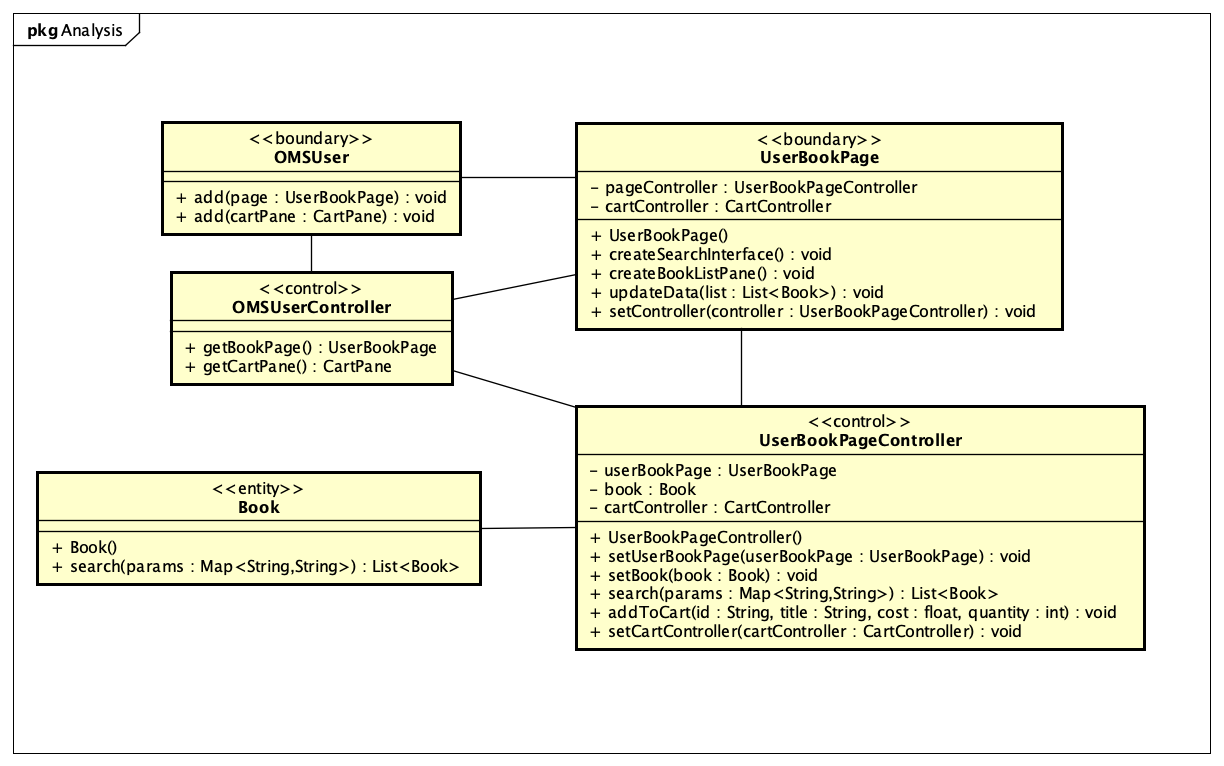 pkg Analysis
<<boundary>>
OMSUser
+ add(page : UserBookPage) : void
+ add(cartPane : CartPane) : void
<<boundary>>
UserBookPage
- pageController : UserBookPageController
- cartController : CartController
+ UserBookPage()
+ createSearchInterface() : void
+ createBookListPane() : void
+ updateData(list : List<Book>) : void
+ setController(controller : UserBookPageController) : void
<<control>>
OMSUserController
+ getBookPage() : UserBookPage
+ getCartPane() : CartPane
<<control>>
UserBookPageController
- userBookPage : UserBookPage
- book : Book
- cartController : CartController
+ UserBookPageController()
+ setUserBookPage(userBookPage : UserBookPage) : void
+ setBook(book : Book) : void
+ search(params : Map<String,String>) : List<Book>
+ addToCart(id : String, title : String, cost : float, quantity : int) : void
+ setCartController(cartController : CartController) : void
<<entity>>
Book
+ Book()
+ search(params : Map<String,String>) : List<Book>